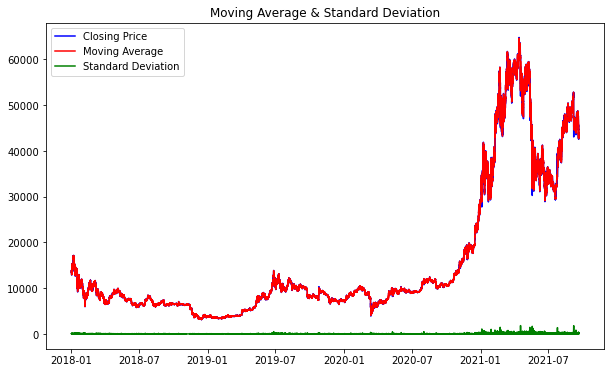 Moving Average & Standard Deviation
Closing Price
Moving Average
Standard Deviation
60000
50000
40000
30000
20000
10000
0
2018-01 2018-07 2019-01 2019-07 2020-01 2020-07 2021-01 2021-07